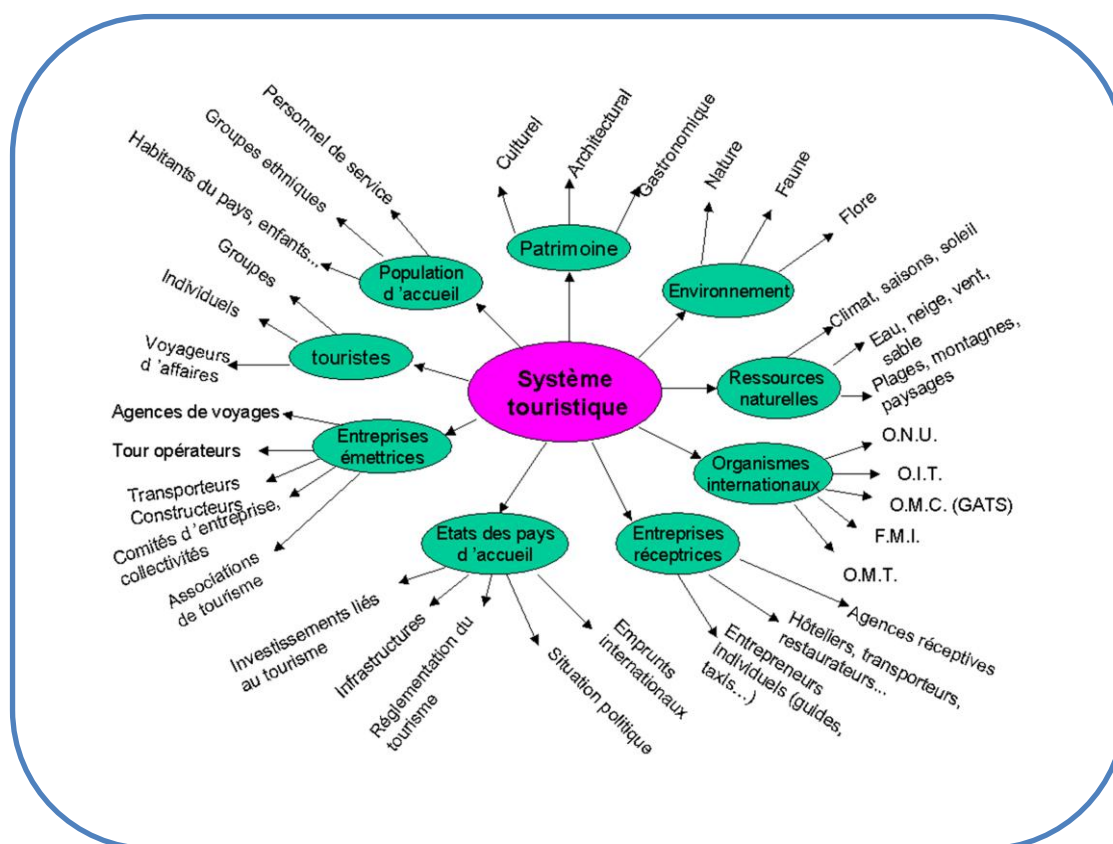 Système
touristique
Patrimoine
Culturel
Architectural
Gastronomique
Environnement
Nature
Faune
Flore
Ressources
naturelles
Climat, saisons, soleil
Eau, neige, vent,
sable
Plages, montagnes,
paysages
Organismes
internationaux
O.N.U.
O.I.T.
O.M.C. (GATS)
F.M.I.
O.M.T.
Entreprises
réceptrices
Agences réceptives
Hôteliers, transporteurs,
restaurateurs...
Entrepreneurs
Individuels (guides,
taxis...)
Etats des pays
d 'accueil
Emprunts
internationaux
Situation politique
Réglementation du
tourisme
Infrastructures
Investissements liés
au tourisme
Entreprises
émettrices
Agences de voyages
Tour opérateurs
Transporteurs
Constructeurs
Comités d 'entreprise,
collectivités
Associations
de tourisme
touristes
Groupes
Individuels
Voyageurs
d 'affaires
Population
d 'accueil
Personnel de service
Groupes ethniques
Habitants du pays, enfants...